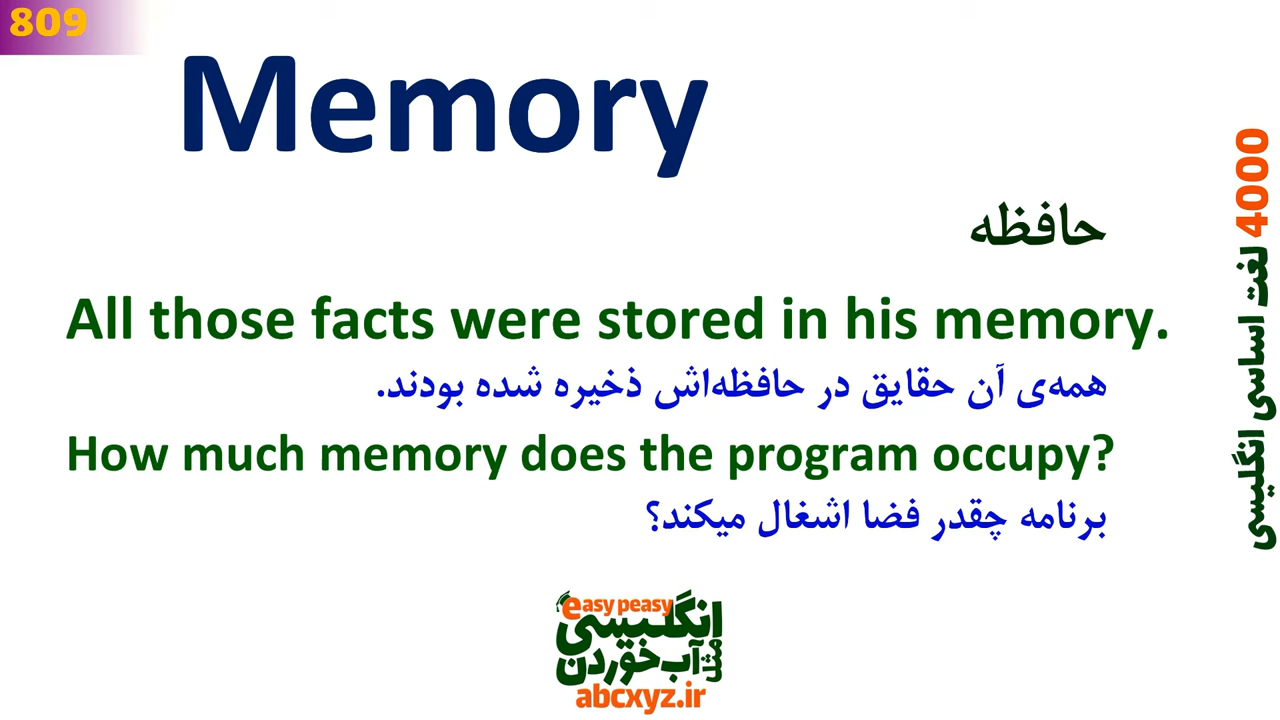 809
Memory
حافظه
All those facts were stored in his memory.
همه‌ی آن حقایق در حافظه‌اش ذخیره شده بودند.
How much memory does the program occupy?
برنامه چقدر فضا اشغال میکند؟
4000 لغت اساسی انگلیسی
easy peasy
انگلیسی
مثل
آب خوردن
abcxyz.ir